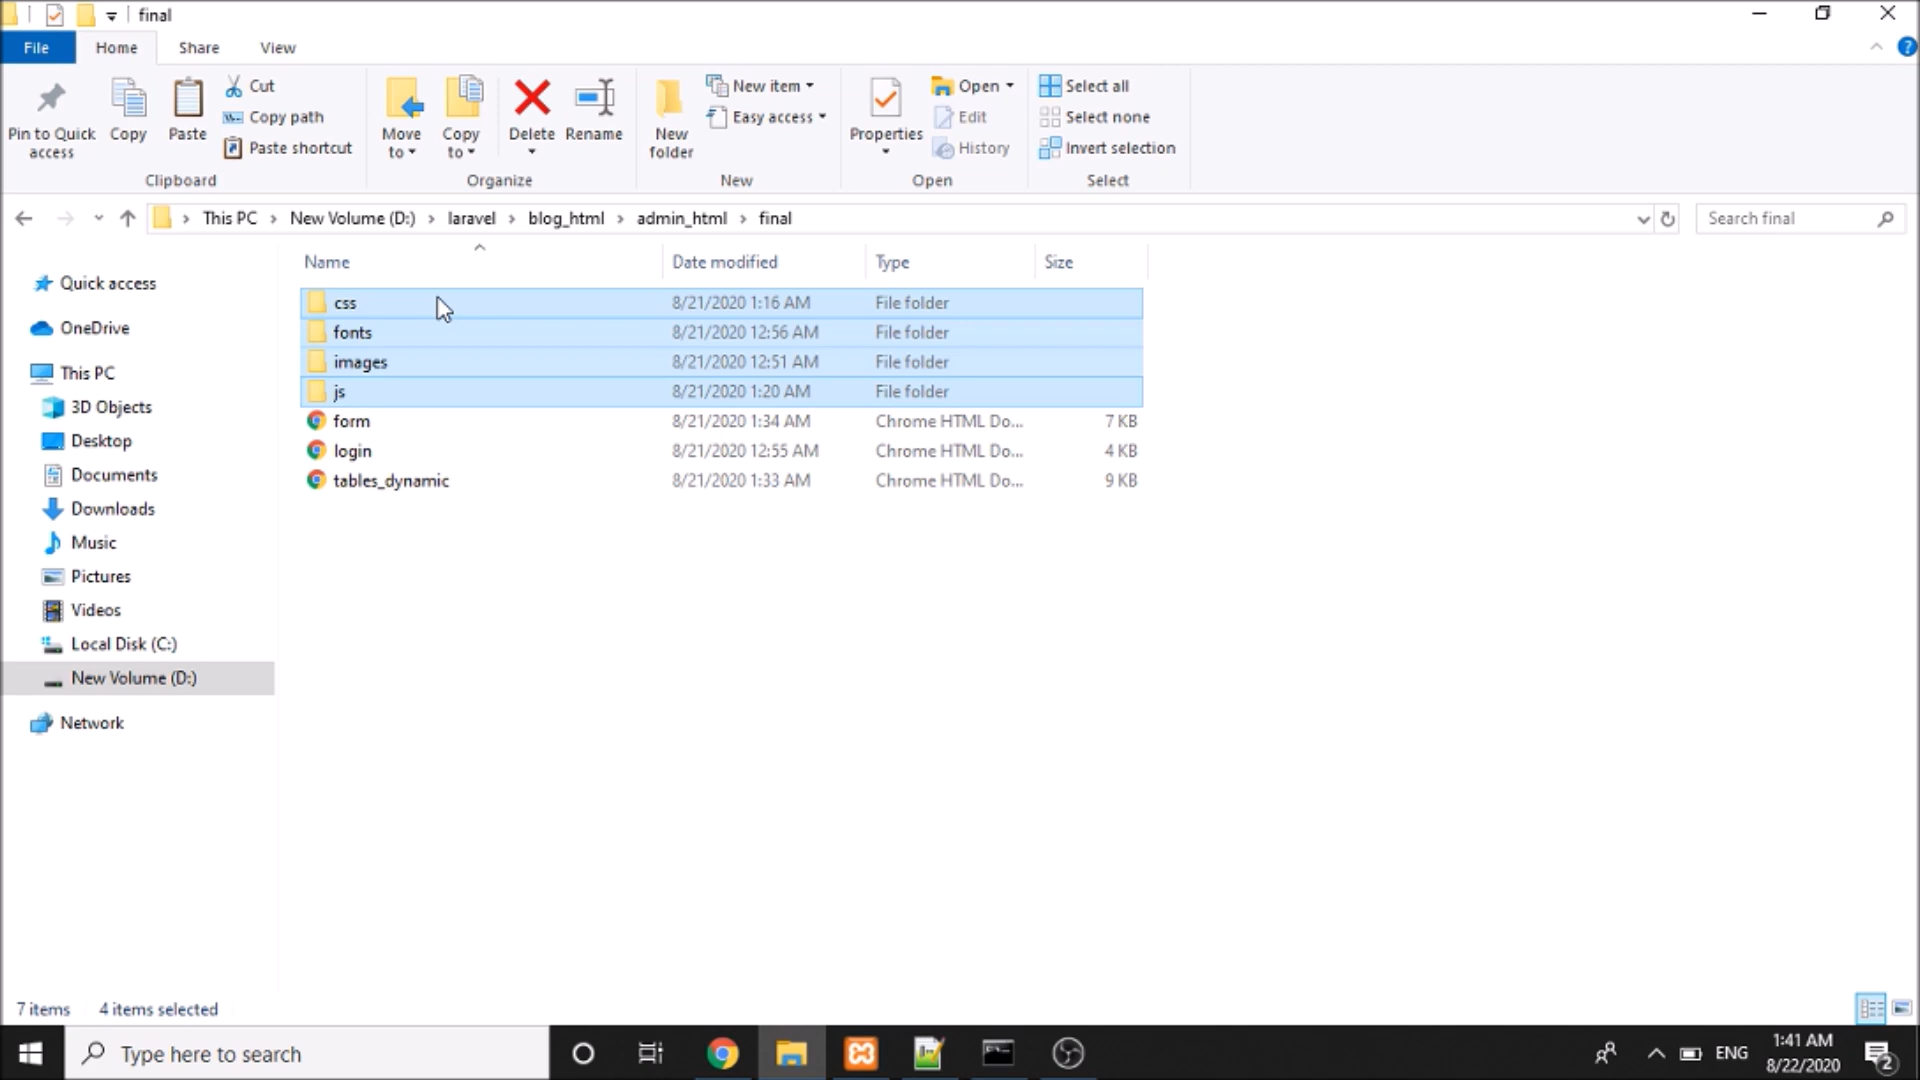 final
File Home Share View
Pin to Quick access
Copy
Paste
Cut
Copy path
Paste shortcut
Clipboard
Move to
Copy to
Delete
Rename
Organize
New folder
New item
Easy access
New
Properties
Open
Edit
History
Open
Select all
Select none
Invert selection
Select
This PC > New Volume (D:) > laravel > blog_html > admin_html > final
Search final
Quick access
OneDrive
This PC
3D Objects
Desktop
Documents
Downloads
Music
Pictures
Videos
Local Disk (C:)
New Volume (D:)
Network
Name Date modified Type Size
css 8/21/2020 1:16 AM File folder
fonts 8/21/2020 12:56 AM File folder
images 8/21/2020 12:51 AM File folder
js 8/21/2020 1:20 AM File folder
form 8/21/2020 1:34 AM Chrome HTML Do... 7 KB
login 8/21/2020 12:55 AM Chrome HTML Do... 4 KB
tables_dynamic 8/21/2020 1:33 AM Chrome HTML Do... 9 KB
7 items 4 items selected
Type here to search
ENG
1:41 AM
8/22/2020
2